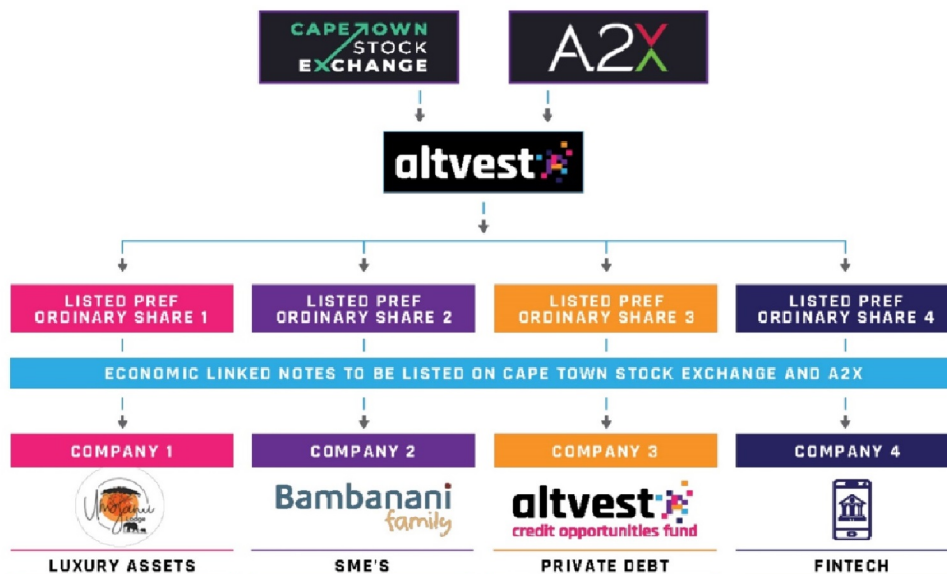 CAPE TOWN
STOCK
EXCHANGE
A2X
altvest
LISTED PREF
ORDINARY SHARE 1
LISTED PREF
ORDINARY SHARE 2
LISTED PREF
ORDINARY SHARE 3
LISTED PREF
ORDINARY SHARE 4
ECONOMIC LINKED NOTES TO BE LISTED ON CAPE TOWN STOCK EXCHANGE AND A2X
COMPANY 1
COMPANY 2
COMPANY 3
COMPANY 4
Umganu
Lodge
Bambanani
family
altvest
credit opportunities fund
LUXURY ASSETS
SME'S
PRIVATE DEBT
FINTECH